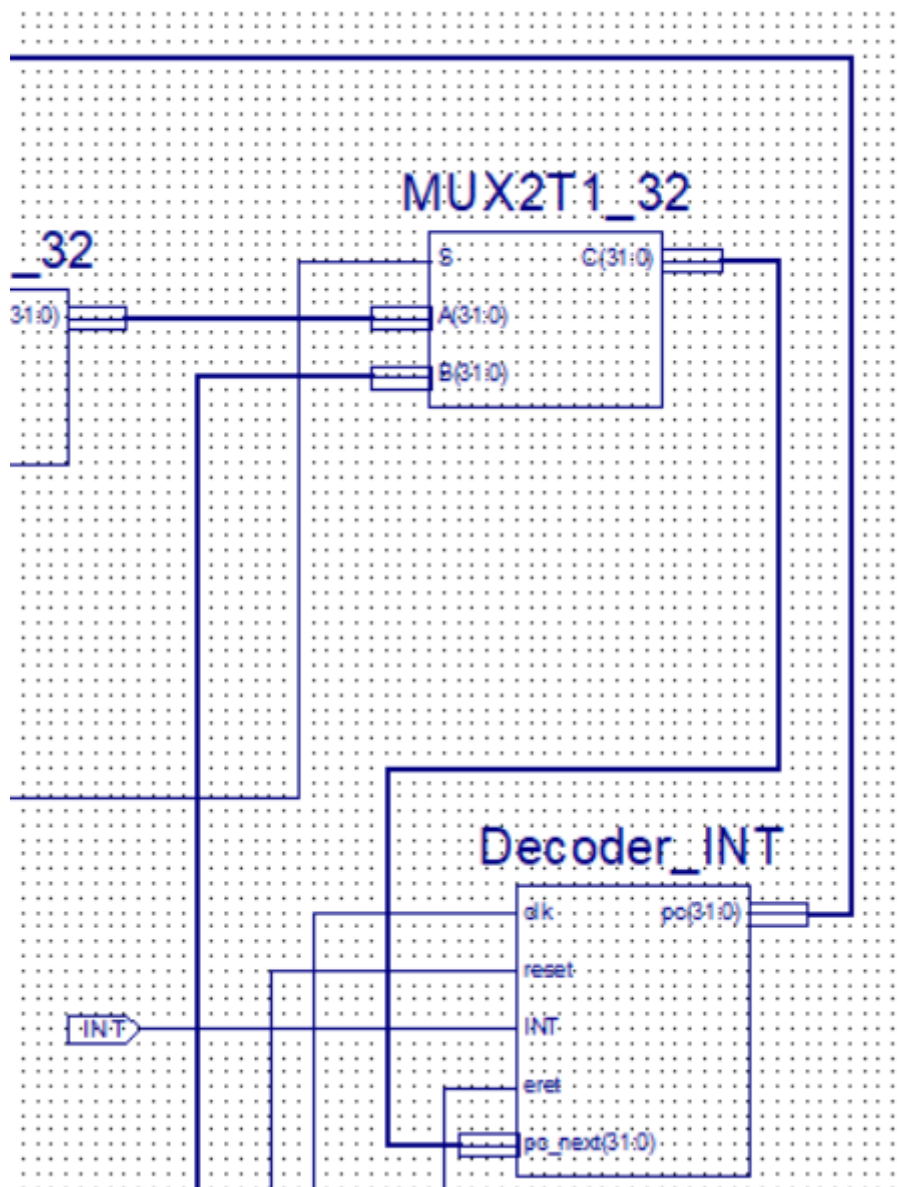 MUX2T1_32
_32
S
C(31:0)
31:0)
A(31:0)
B(31:0)
Decoder_INT
clk
pc(31:0)
reset
INT
INT
eret
pc_next(31:0)